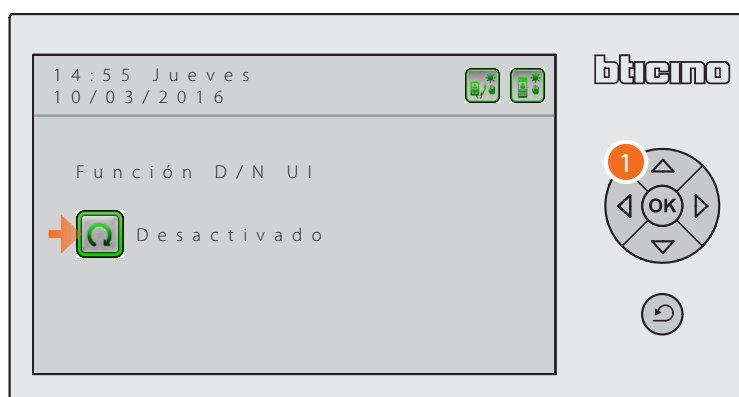 14:55 Jueves
10/03/2016
bticino
Función D/N UI
Desactivado
1
OK